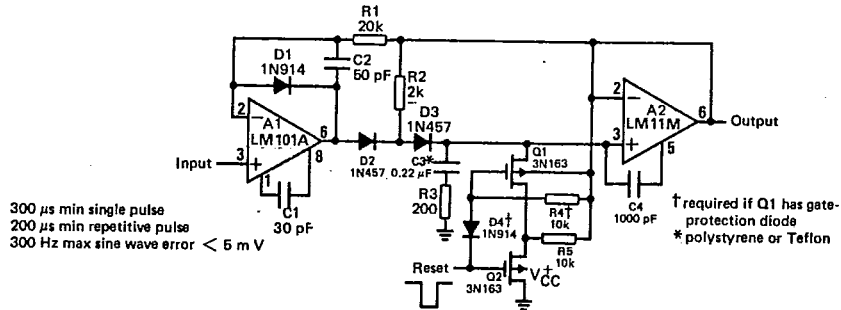 R1
20k
D1
1N914
C2
50 pF
R2
2k
D3
1N457
2
A1
LM101A
6
8
3
1
Input
C1
30 pF
D2
1N457
C3*
0.22 µF
R3
200
Q1
3N163
2
A2
LM11M
6
3
5
Output
C4
1000 pF
D4†
1N914
R4†
10k
R5
10k
Reset
Q2
3N163
V+CC
300 µs min single pulse
200 µs min repetitive pulse
300 Hz max sine wave error < 5 mV
† required if Q1 has gate-
protection diode
* polystyrene or Teflon